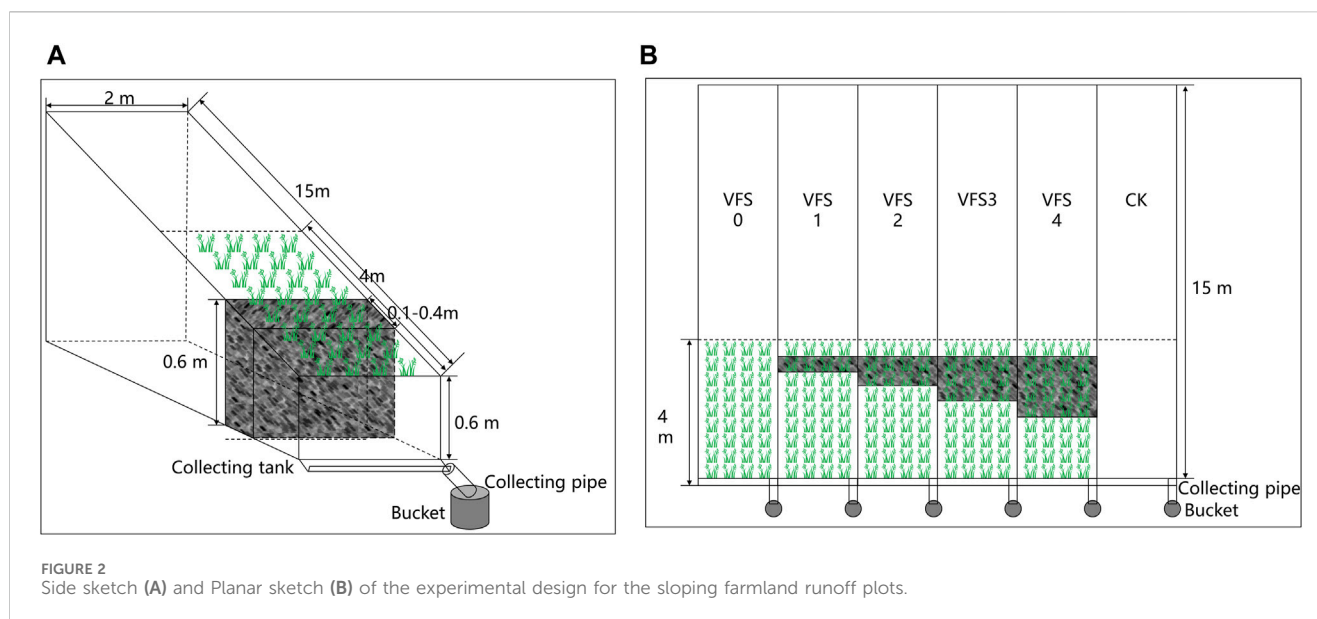 A
2 m
15m
4m
0.1-0.4m
0.6 m
0.6 m
Collecting tank
Collecting pipe
Bucket
B
VFS
0
VFS
1
VFS
2
VFS3
VFS
4
CK
15 m
4
m
Collecting pipe
Bucket
FIGURE 2
Side sketch (A) and Planar sketch (B) of the experimental design for the sloping farmland runoff plots.